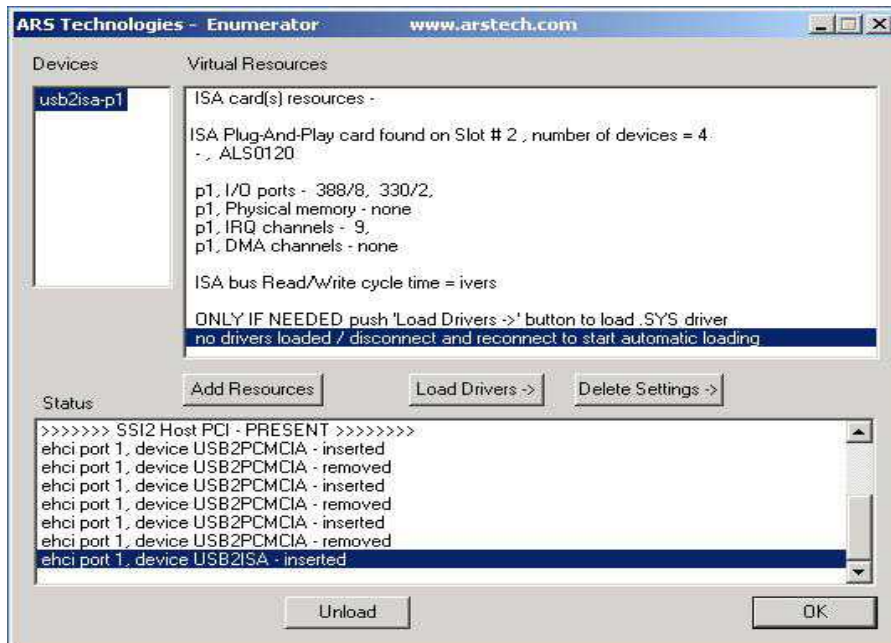 ARS Technologies - Enumerator www.arstech.com
Devices
Virtual Resources
usb2isa-p1
ISA card(s) resources -
ISA Plug-And-Play card found on Slot # 2 , number of devices = 4
- , ALS0120
p1, I/O ports - 388/8, 330/2,
p1, Physical memory - none
p1, IRQ channels - 9,
p1, DMA channels - none
ISA bus Read/Write cycle time = ivers
ONLY IF NEEDED push 'Load Drivers ->' button to load .SYS driver
no drivers loaded / disconnect and reconnect to start automatic loading
Add Resources
Load Drivers ->
Delete Settings ->
Status
>>>>>>> SSI2 Host PCI - PRESENT >>>>>>>>
ehci port 1, device USB2PCMCIA - inserted
ehci port 1, device USB2PCMCIA - removed
ehci port 1, device USB2PCMCIA - inserted
ehci port 1, device USB2PCMCIA - removed
ehci port 1, device USB2PCMCIA - inserted
ehci port 1, device USB2PCMCIA - removed
ehci port 1, device USB2ISA - inserted
Unload
OK